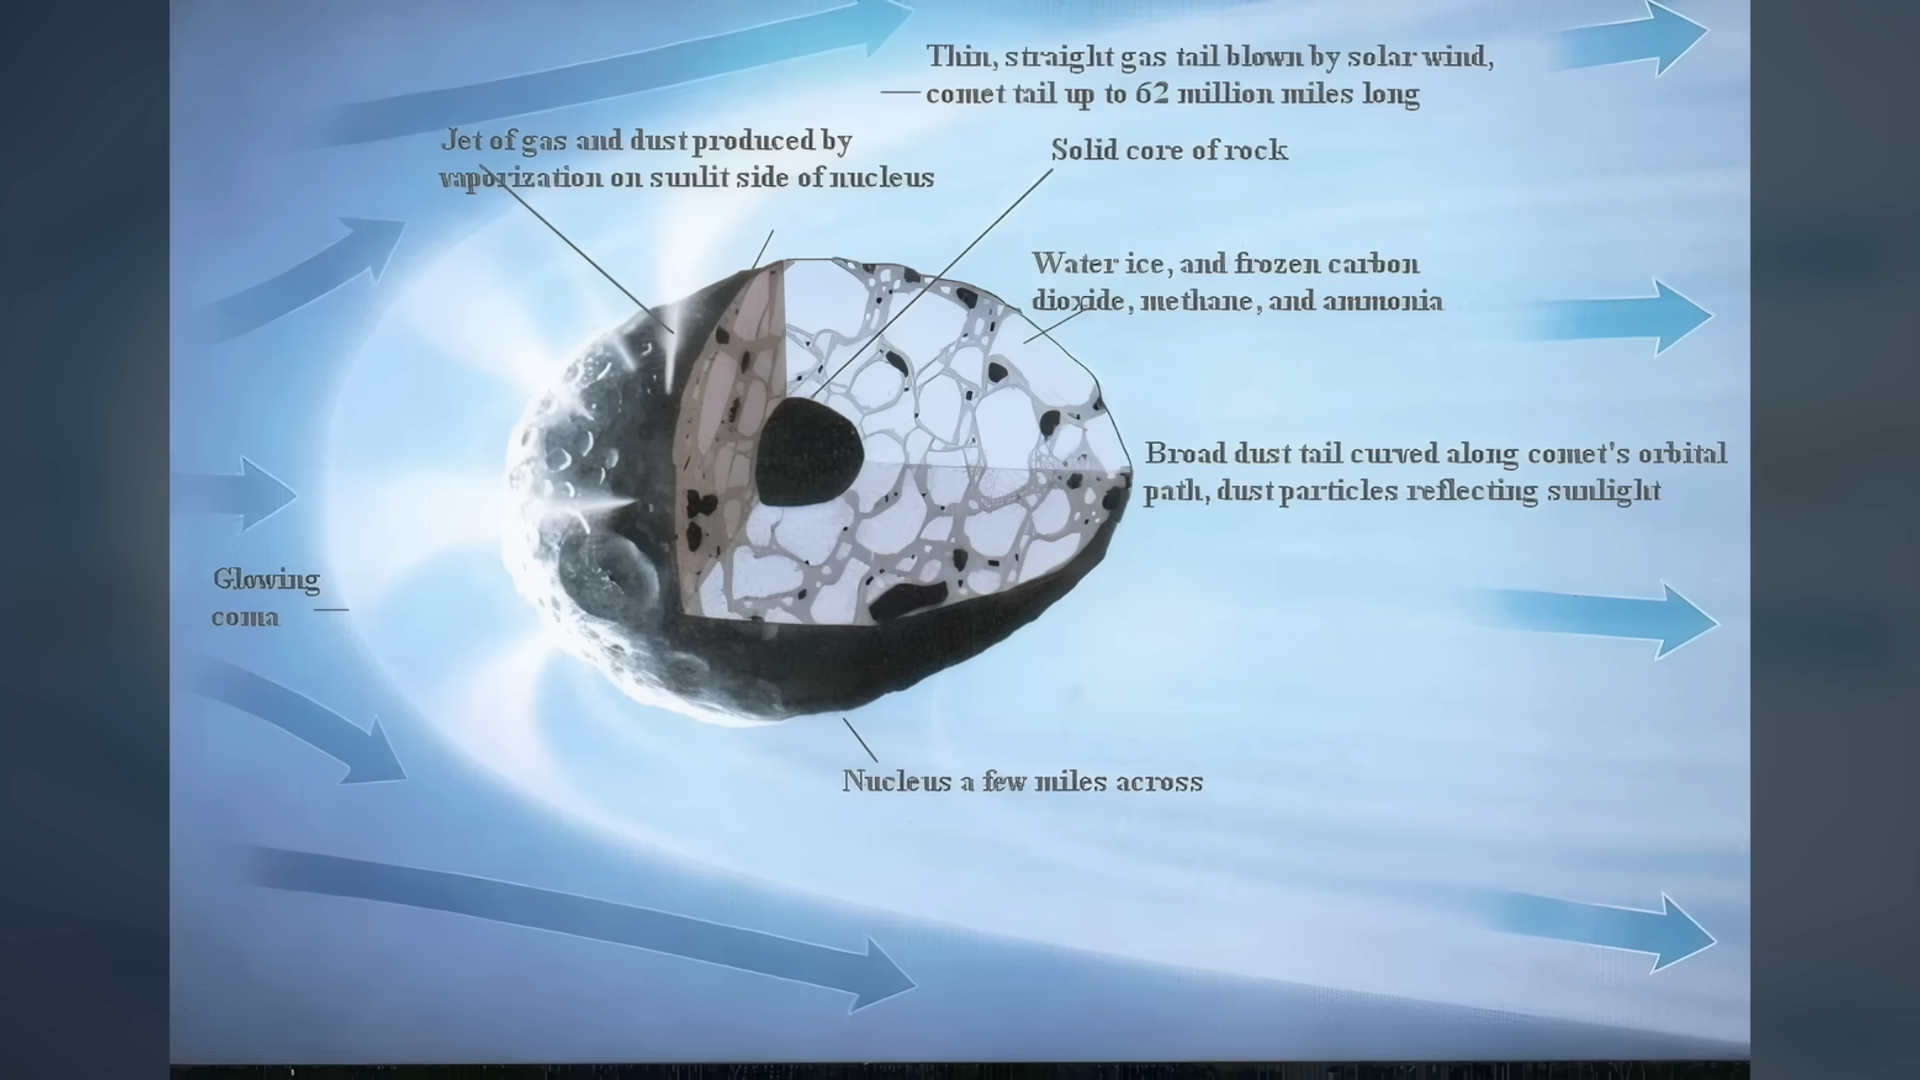 Thin, straight gas tail blown by solar wind,
comet tail up to 62 million miles long
Jet of gas and dust produced by
vaporization on sunlit side of nucleus
Solid core of rock
Water ice, and frozen carbon
dioxide, methane, and ammonia
Broad dust tail curved along comet's orbital
path, dust particles reflecting sunlight
Glowing
coma
Nucleus a few miles across